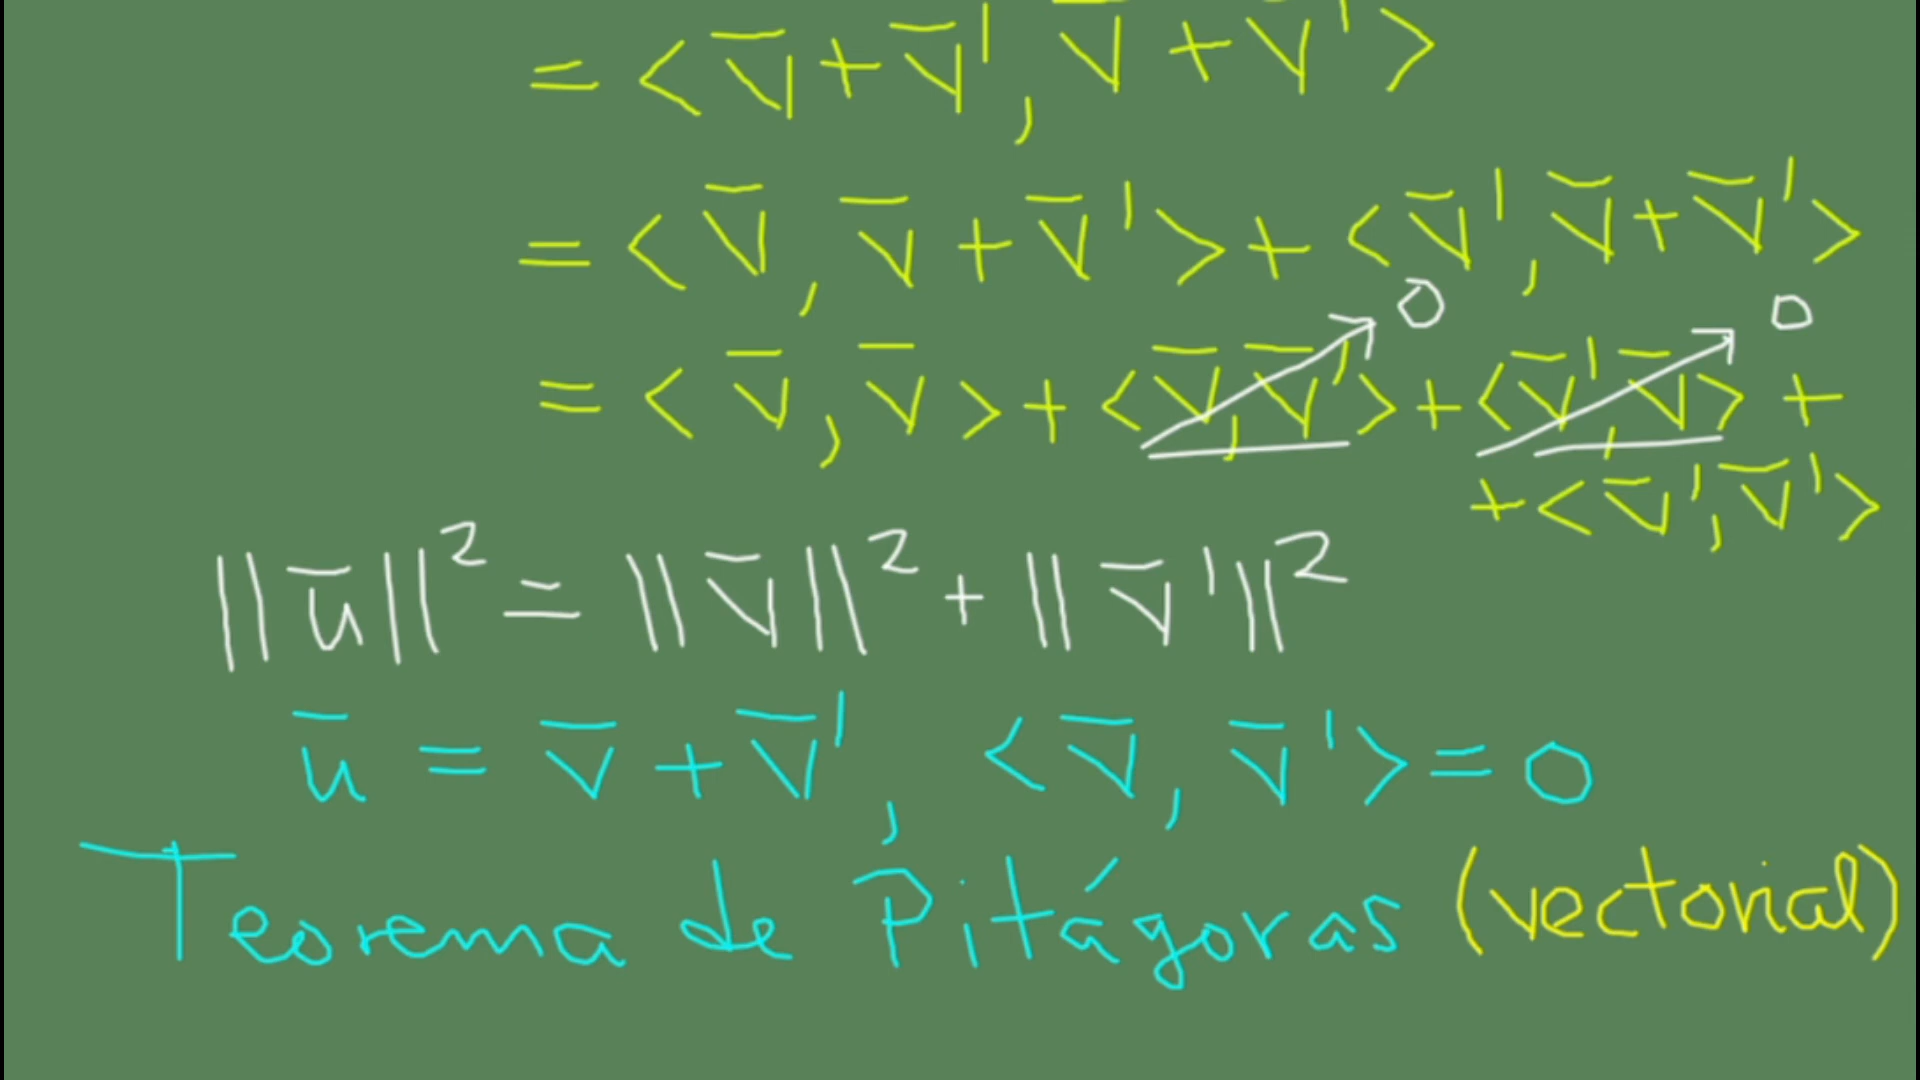 = < v̅ + v̅ ' , v̅ + v̅ ' >
= < v̅ , v̅ + v̅ ' > + < v̅ ' , v̅ + v̅ ' >
0 0
= < v̅ , v̅ > + < v̅ , v̅ ' > + < v̅ ' , v̅ > +
+ < v̅ ' , v̅ ' >
||u̅||² = ||v̅||² + ||v̅ '||²
u̅ = v̅ + v̅ ' , < v̅ , v̅ ' > = 0
Teorema de Pitágoras (vectorial)